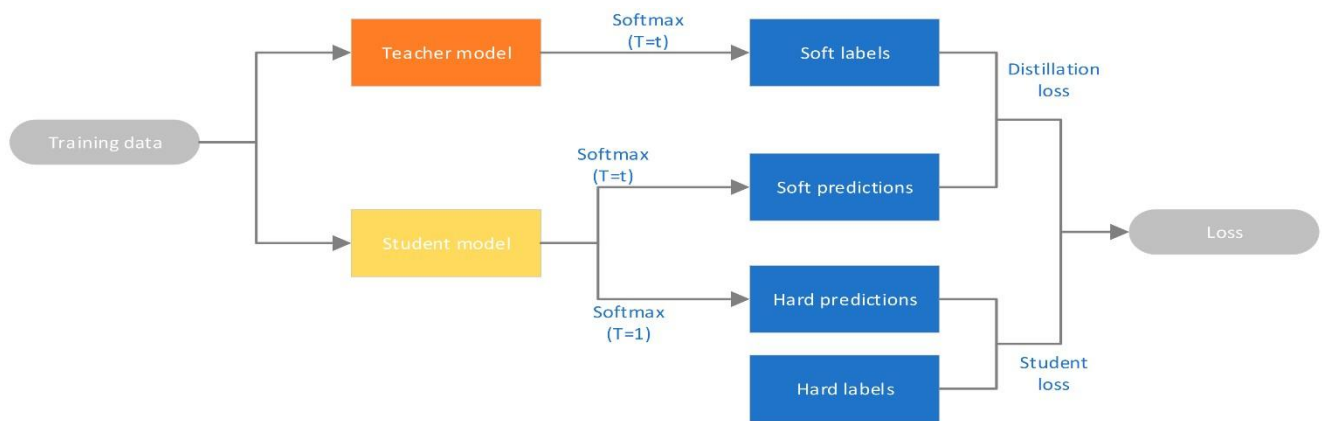 Softmax
(T=t)
Teacher model
Soft labels
Distillation
loss
Training data
Softmax
(T=t)
Soft predictions
Student model
Loss
Hard predictions
Softmax
(T=1)
Student
loss
Hard labels